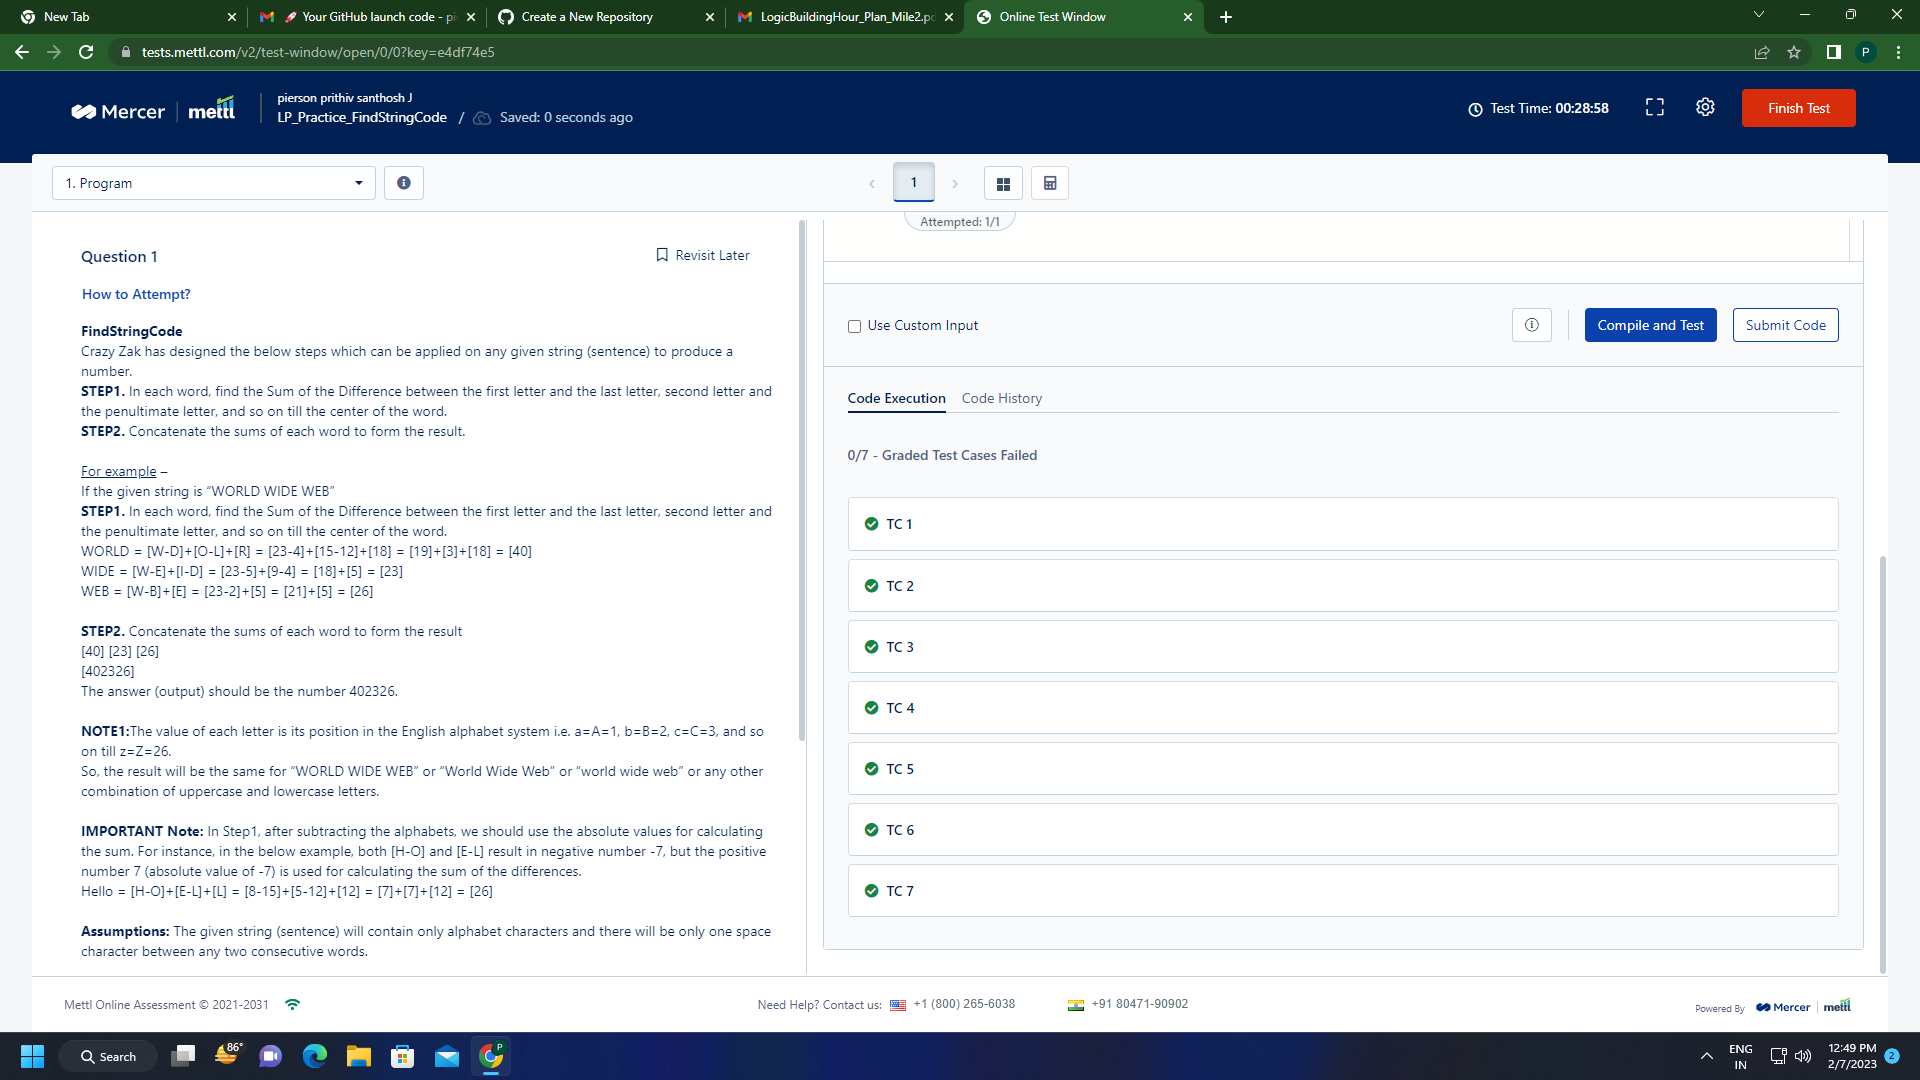 New Tab
🚀 Your GitHub launch code - pi
Create a New Repository
LogicBuildingHour_Plan_Mile2.pd
Online Test Window
tests.mettl.com/v2/test-window/open/0/0?key=e4df74e5
P
Mercer
mettl
pierson prithiv santhosh J
LP_Practice_FindStringCode / Saved: 0 seconds ago
Test Time: 00:28:58
Finish Test
1. Program
1
Attempted: 1/1
Question 1
Revisit Later
How to Attempt?
FindStringCode
Crazy Zak has designed the below steps which can be applied on any given string (sentence) to produce a
number.
STEP1. In each word, find the Sum of the Difference between the first letter and the last letter, second letter and
the penultimate letter, and so on till the center of the word.
STEP2. Concatenate the sums of each word to form the result.
For example –
If the given string is “WORLD WIDE WEB”
STEP1. In each word, find the Sum of the Difference between the first letter and the last letter, second letter and
the penultimate letter, and so on till the center of the word.
WORLD = [W-D]+[O-L]+[R] = [23-4]+[15-12]+[18] = [19]+[3]+[18] = [40]
WIDE = [W-E]+[I-D] = [23-5]+[9-4] = [18]+[5] = [23]
WEB = [W-B]+[E] = [23-2]+[5] = [21]+[5] = [26]
STEP2. Concatenate the sums of each word to form the result
[40] [23] [26]
[402326]
The answer (output) should be the number 402326.
NOTE1:The value of each letter is its position in the English alphabet system i.e. a=A=1, b=B=2, c=C=3, and so
on till z=Z=26.
So, the result will be the same for “WORLD WIDE WEB” or “World Wide Web” or “world wide web” or any other
combination of uppercase and lowercase letters.
IMPORTANT Note: In Step1, after subtracting the alphabets, we should use the absolute values for calculating
the sum. For instance, in the below example, both [H-O] and [E-L] result in negative number -7, but the positive
number 7 (absolute value of -7) is used for calculating the sum of the differences.
Hello = [H-O]+[E-L]+[L] = [8-15]+[5-12]+[12] = [7]+[7]+[12] = [26]
Assumptions: The given string (sentence) will contain only alphabet characters and there will be only one space
character between any two consecutive words.
Use Custom Input
Compile and Test
Submit Code
Code Execution
Code History
0/7 - Graded Test Cases Failed
TC 1
TC 2
TC 3
TC 4
TC 5
TC 6
TC 7
Mettl Online Assessment © 2021-2031
Need Help? Contact us: +1 (800) 265-6038
+91 80471-90902
Powered By Mercer mettl
Search
86°
P
ENG
IN
12:49 PM
2/7/2023
2